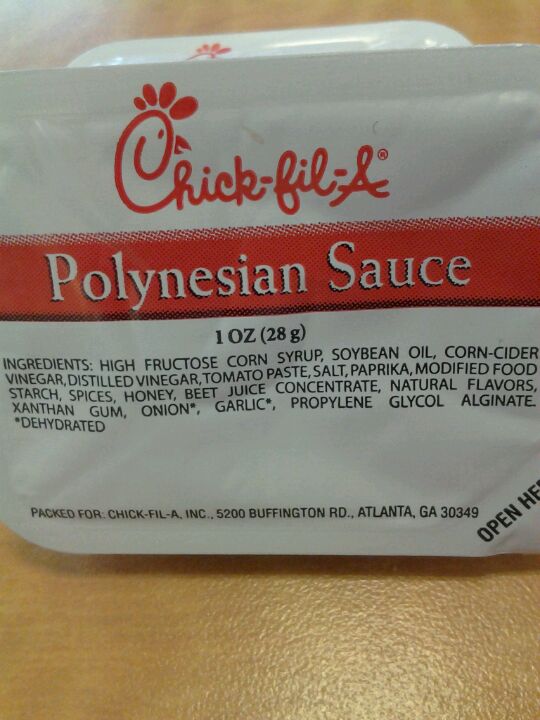 Chick-fil-A®
Polynesian Sauce
1 OZ (28 g)
INGREDIENTS: HIGH FRUCTOSE CORN SYRUP, SOYBEAN OIL, CORN-CIDER
VINEGAR, DISTILLED VINEGAR, TOMATO PASTE, SALT, PAPRIKA, MODIFIED FOOD
STARCH, SPICES, HONEY, BEET JUICE CONCENTRATE, NATURAL FLAVORS,
XANTHAN GUM, ONION*, GARLIC*, PROPYLENE GLYCOL ALGINATE.
*DEHYDRATED
PACKED FOR: CHICK-FIL-A, INC., 5200 BUFFINGTON RD., ATLANTA, GA 30349
OPEN